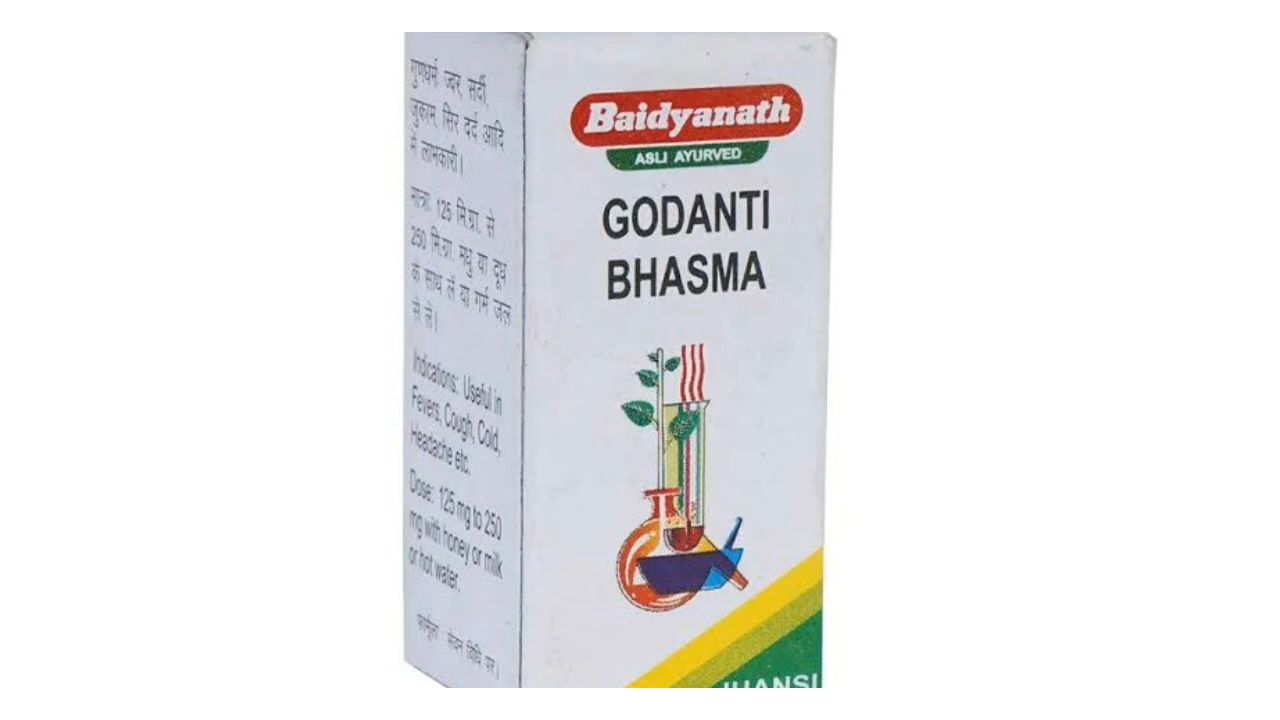 गुणधर्म: ज्वर, सर्दी,
जुकाम, सिर दर्द आदि
में लाभकारी।
मात्रा: 125 मि.ग्रा. से
250 मि.ग्रा. मधु या दूध
के साथ लें या गर्म जल
से लें।
Indications: Useful in
Fevers, Cough, Cold,
Headache etc.
Dose: 125 mg to 250
mg with honey or milk
or hot water.
फार्मूला सेवन विधि पर।
Baidyanath
ASLI AYURVED
GODANTI
BHASMA
JHANSI